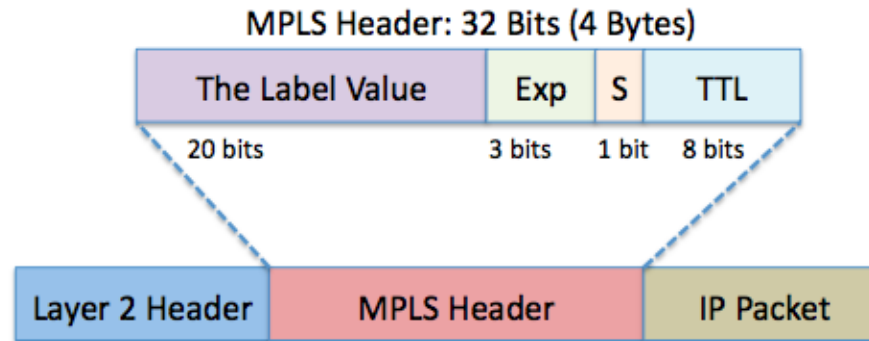 MPLS Header: 32 Bits (4 Bytes)
The Label Value Exp S TTL
20 bits 3 bits 1 bit 8 bits
Layer 2 Header MPLS Header IP Packet